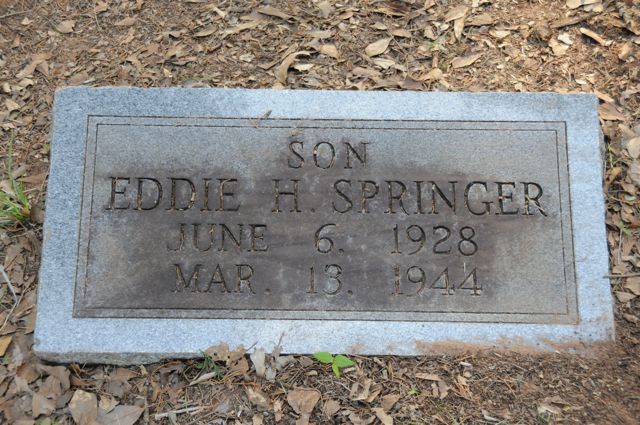 SON
EDDIE H. SPRINGER
JUNE 6, 1928
MAR. 13, 1944